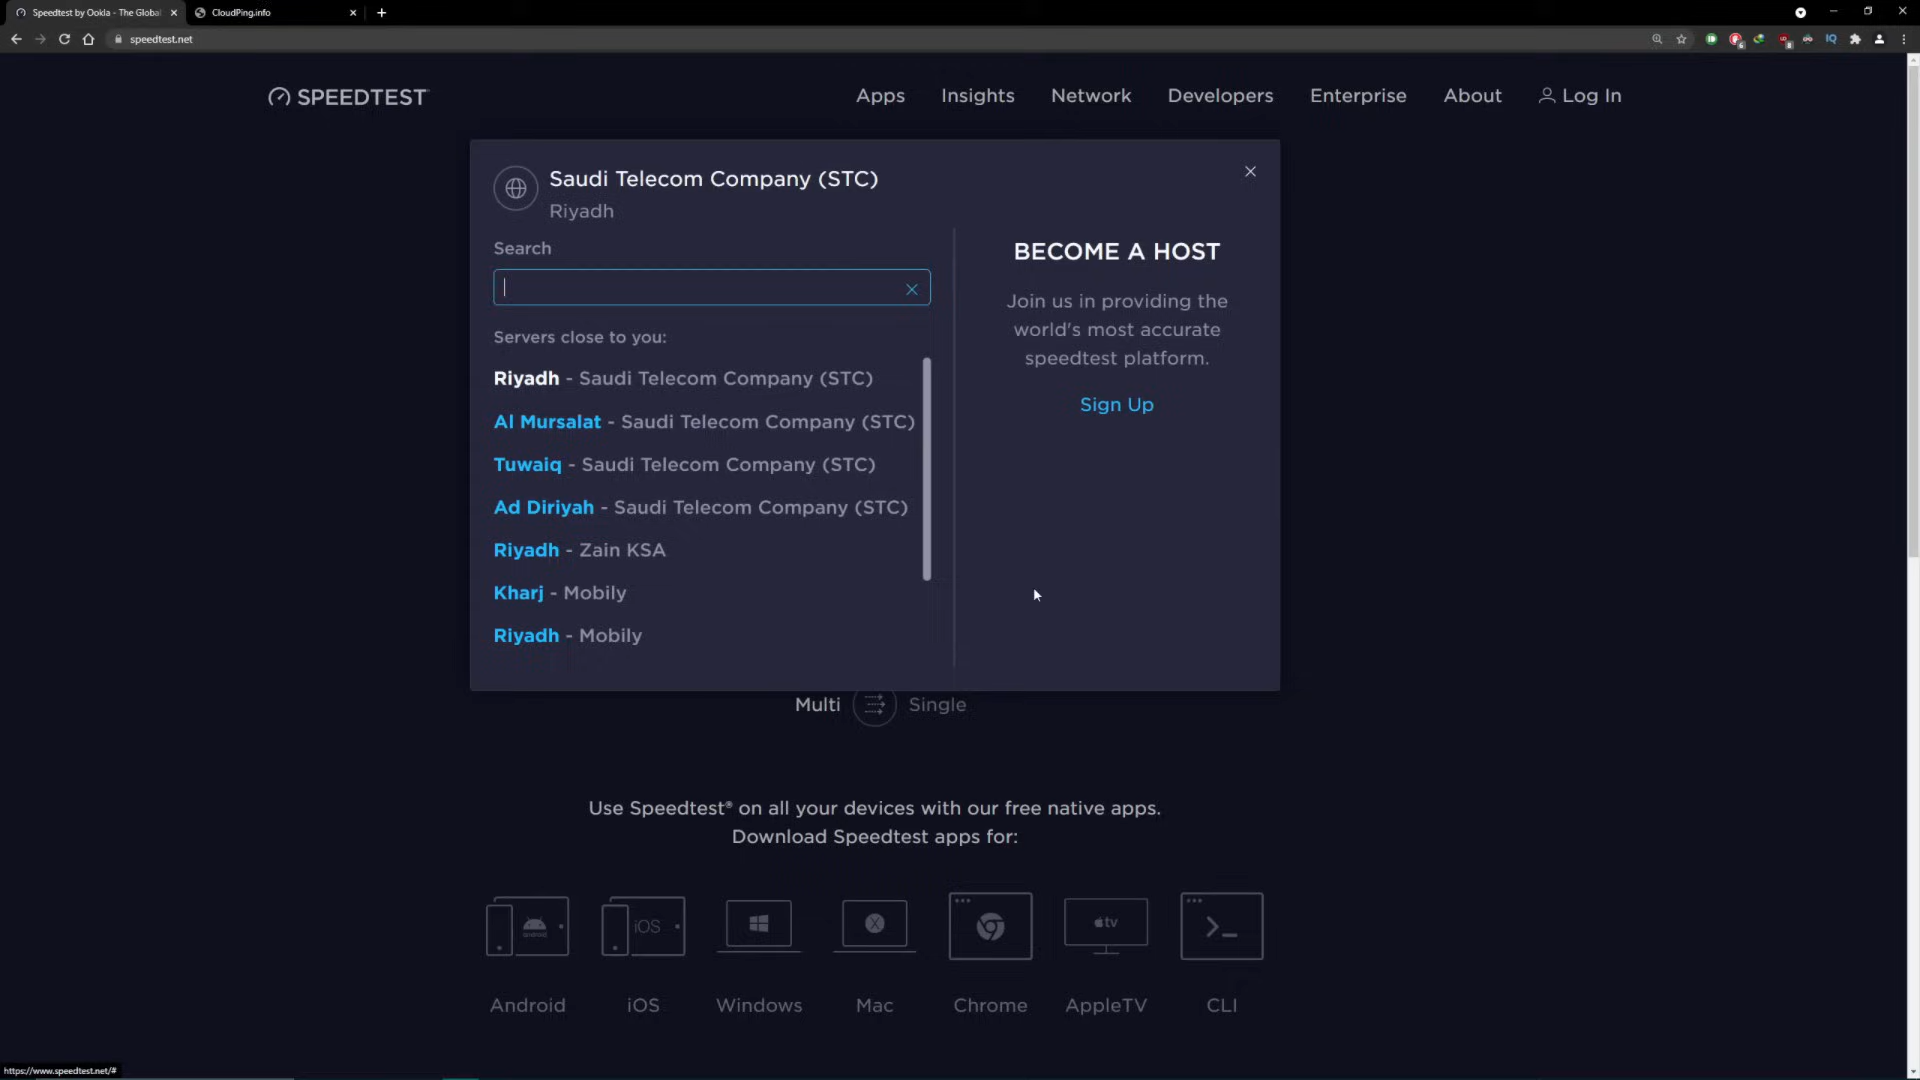 Speedtest by Ookla - The Global
CloudPing.info
speedtest.net
SPEEDTEST
Apps
Insights
Network
Developers
Enterprise
About
Log In
Saudi Telecom Company (STC)
Riyadh
Search
Servers close to you:
Riyadh - Saudi Telecom Company (STC)
Al Mursalat - Saudi Telecom Company (STC)
Tuwaiq - Saudi Telecom Company (STC)
Ad Diriyah - Saudi Telecom Company (STC)
Riyadh - Zain KSA
Kharj - Mobily
Riyadh - Mobily
BECOME A HOST
Join us in providing the
world's most accurate
speedtest platform.
Sign Up
Multi
Single
Use Speedtest® on all your devices with our free native apps.
Download Speedtest apps for:
android
iOS
tv
Android
iOS
Windows
Mac
Chrome
AppleTV
CLI
https://www.speedtest.net/#